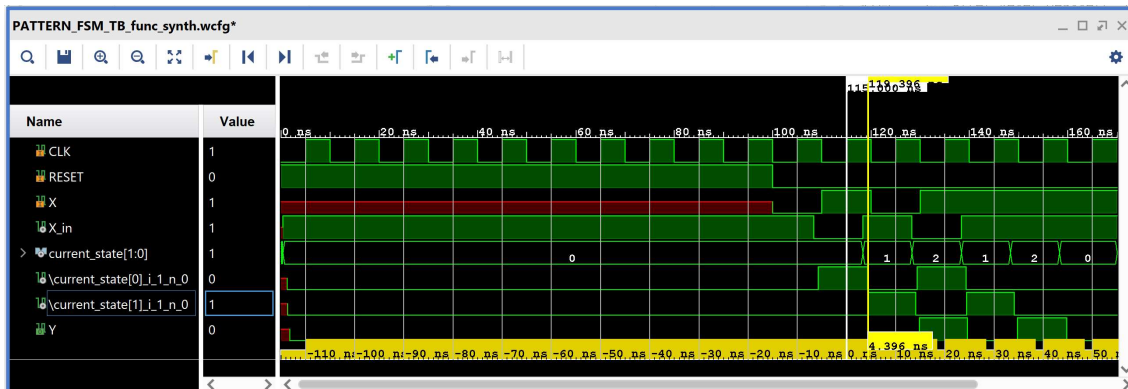 PATTERN_FSM_TB_func_synth.wcfg*
119.396 ns
115.000 ns
Name Value
0 ns 20 ns 40 ns 60 ns 80 ns 100 ns 120 ns 140 ns 160 ns
CLK 1
RESET 0
X 1
X_in 1
current_state[1:0] 1 0 1 2 1 2 0
\current_state[0]_i_1_n_0 0
\current_state[1]_i_1_n_0 1
Y 0
4.396 ns
-110 ns -100 ns -90 ns -80 ns -70 ns -60 ns -50 ns -40 ns -30 ns -20 ns -10 ns 0 ns 10 ns 20 ns 30 ns 40 ns 50